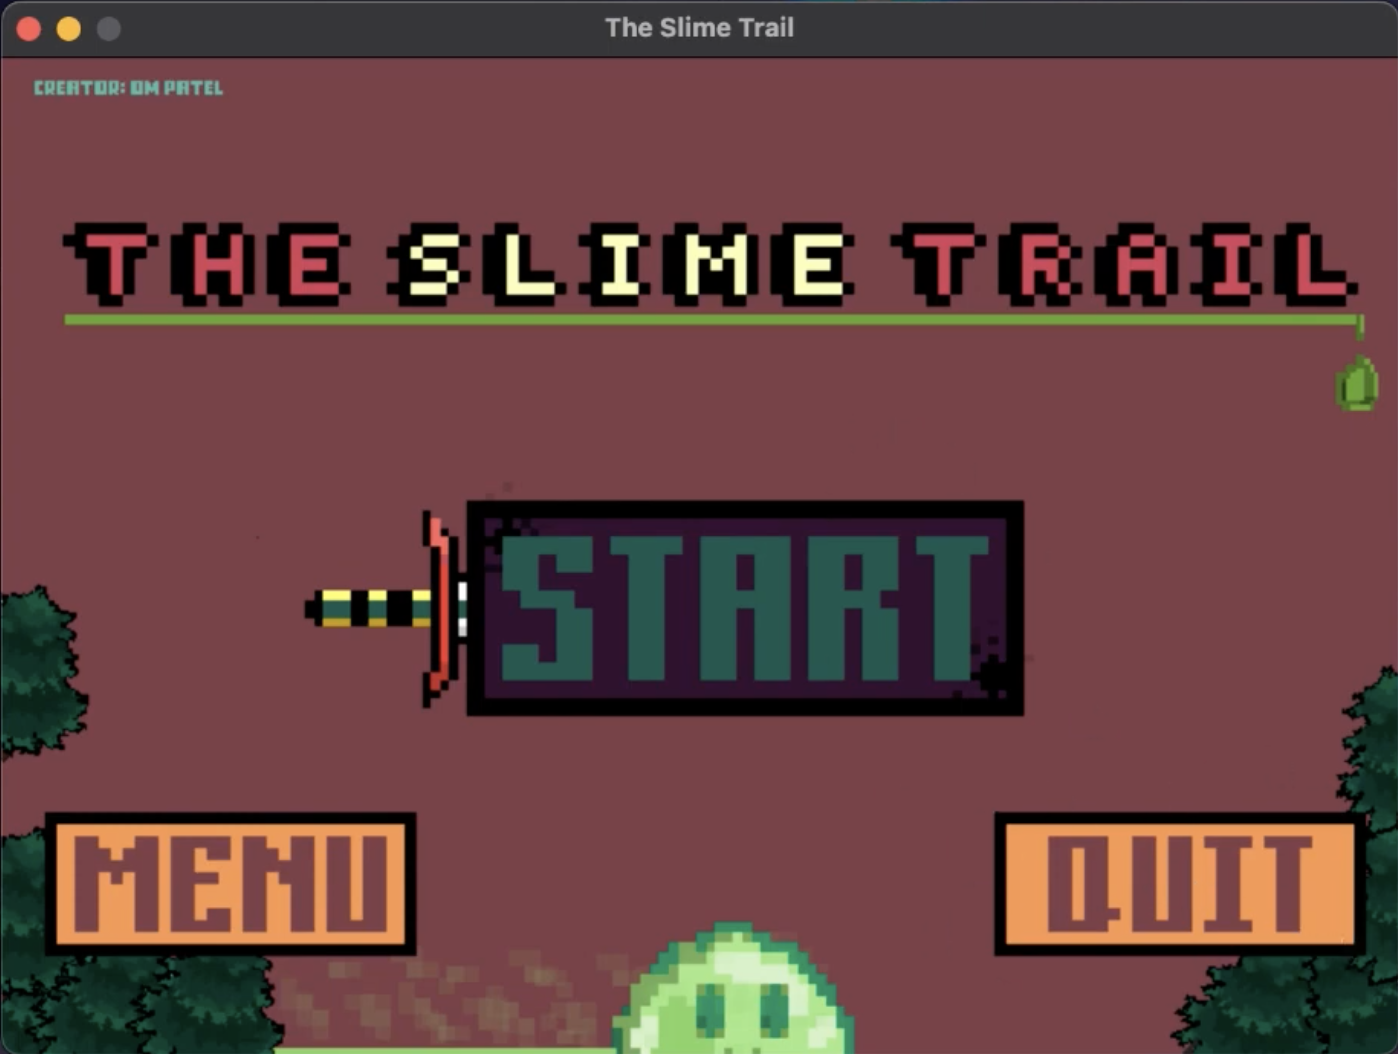 The Slime Trail
CREATOR: OM PATEL
THE SLIME TRAIL
START
MENU
QUIT